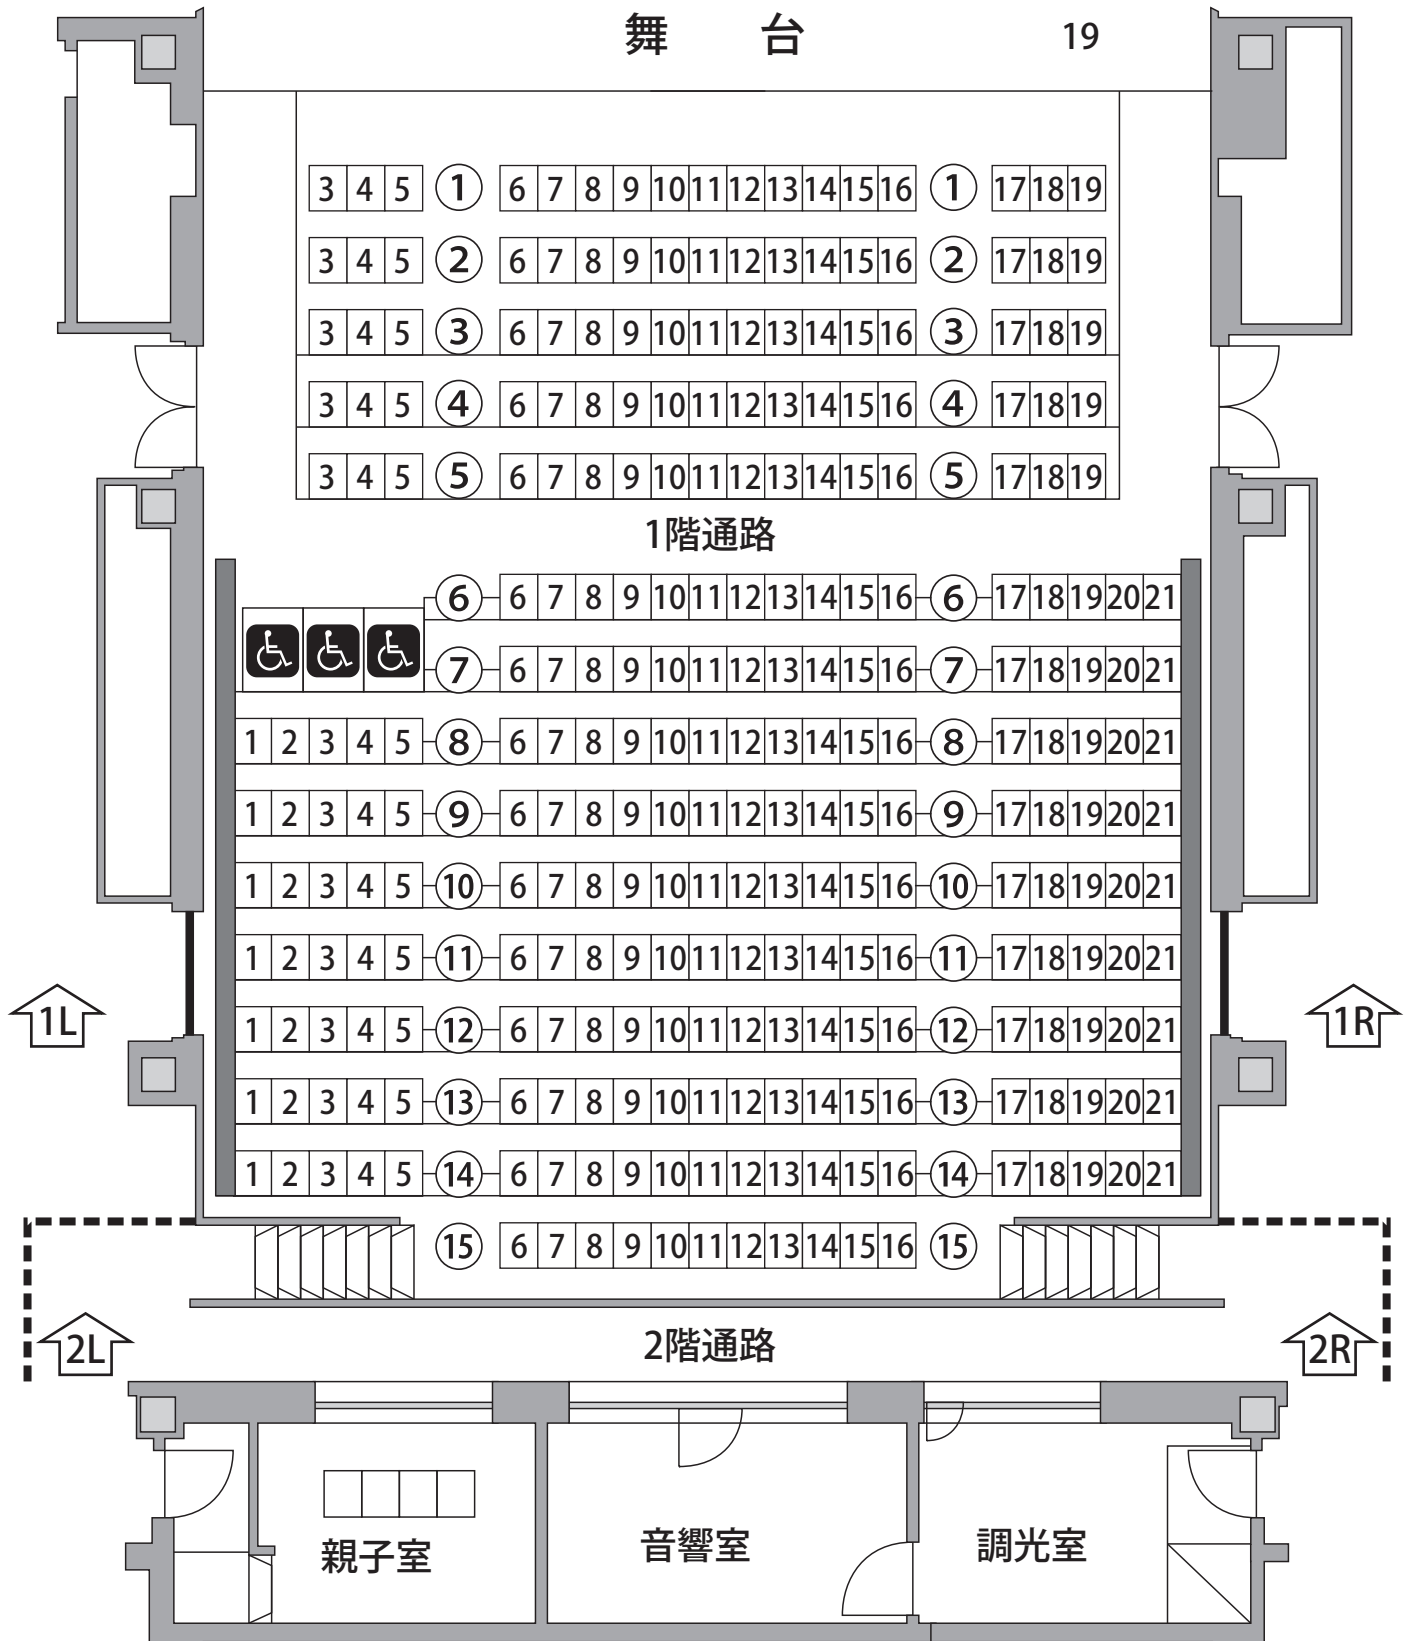 舞 台 19
3 4 5 ① 6 7 8 9 10 11 12 13 14 15 16 ① 17 18 19
3 4 5 ② 6 7 8 9 10 11 12 13 14 15 16 ② 17 18 19
3 4 5 ③ 6 7 8 9 10 11 12 13 14 15 16 ③ 17 18 19
3 4 5 ④ 6 7 8 9 10 11 12 13 14 15 16 ④ 17 18 19
3 4 5 ⑤ 6 7 8 9 10 11 12 13 14 15 16 ⑤ 17 18 19
1階通路
⑥ 6 7 8 9 10 11 12 13 14 15 16 ⑥ 17 18 19 20 21
⑦ 6 7 8 9 10 11 12 13 14 15 16 ⑦ 17 18 19 20 21
1 2 3 4 5 ⑧ 6 7 8 9 10 11 12 13 14 15 16 ⑧ 17 18 19 20 21
1 2 3 4 5 ⑨ 6 7 8 9 10 11 12 13 14 15 16 ⑨ 17 18 19 20 21
1 2 3 4 5 ⑩ 6 7 8 9 10 11 12 13 14 15 16 ⑩ 17 18 19 20 21
1 2 3 4 5 ⑪ 6 7 8 9 10 11 12 13 14 15 16 ⑪ 17 18 19 20 21
1L 1R
1 2 3 4 5 ⑫ 6 7 8 9 10 11 12 13 14 15 16 ⑫ 17 18 19 20 21
1 2 3 4 5 ⑬ 6 7 8 9 10 11 12 13 14 15 16 ⑬ 17 18 19 20 21
1 2 3 4 5 ⑭ 6 7 8 9 10 11 12 13 14 15 16 ⑭ 17 18 19 20 21
⑮ 6 7 8 9 10 11 12 13 14 15 16 ⑮
2L 2階通路 2R
親子室 音響室 調光室